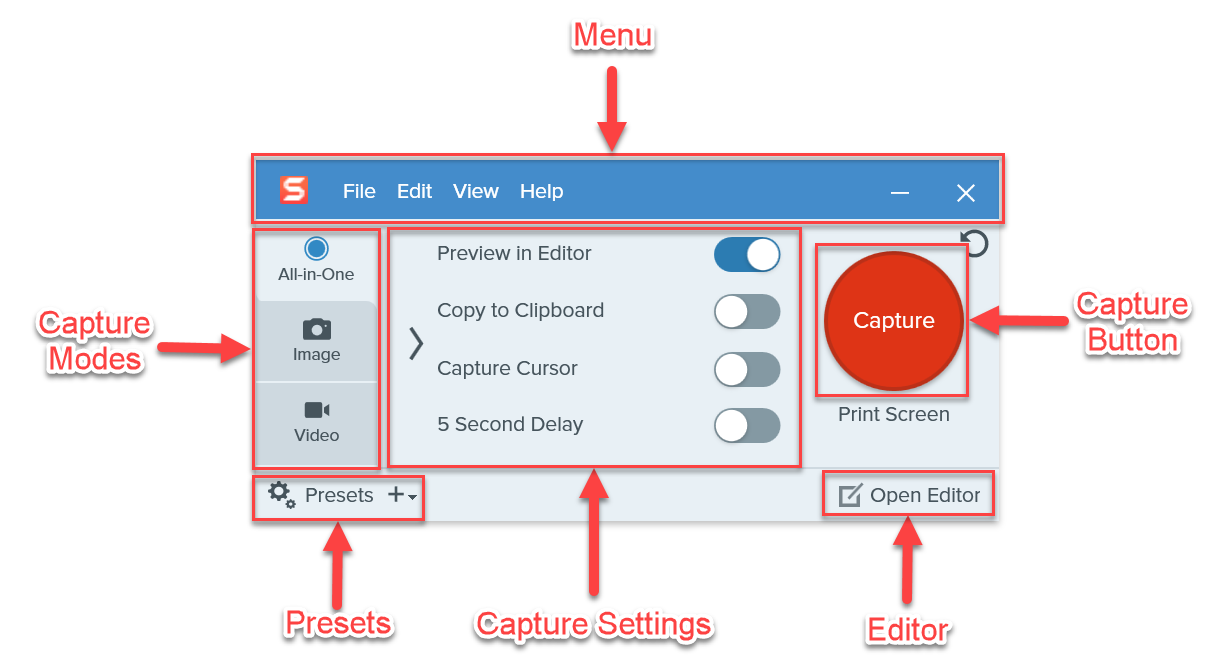 Menu
S
File Edit View Help
All-in-One
Image
Video
Preview in Editor
Copy to Clipboard
Capture Cursor
5 Second Delay
Capture
Print Screen
Capture
Modes
Capture
Button
Presets
Open Editor
Presets
Capture Settings
Editor